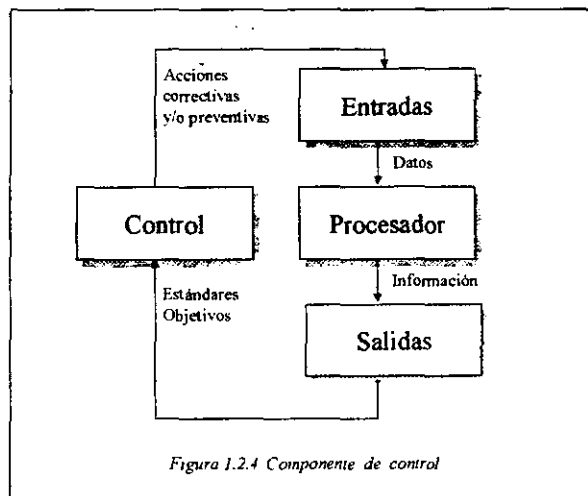 Acciones
correctivas
y/o preventivas
Entradas
Datos
Control
Procesador
Estándares
Objetivos
Información
Salidas
Figura 1.2.4 Componente de control